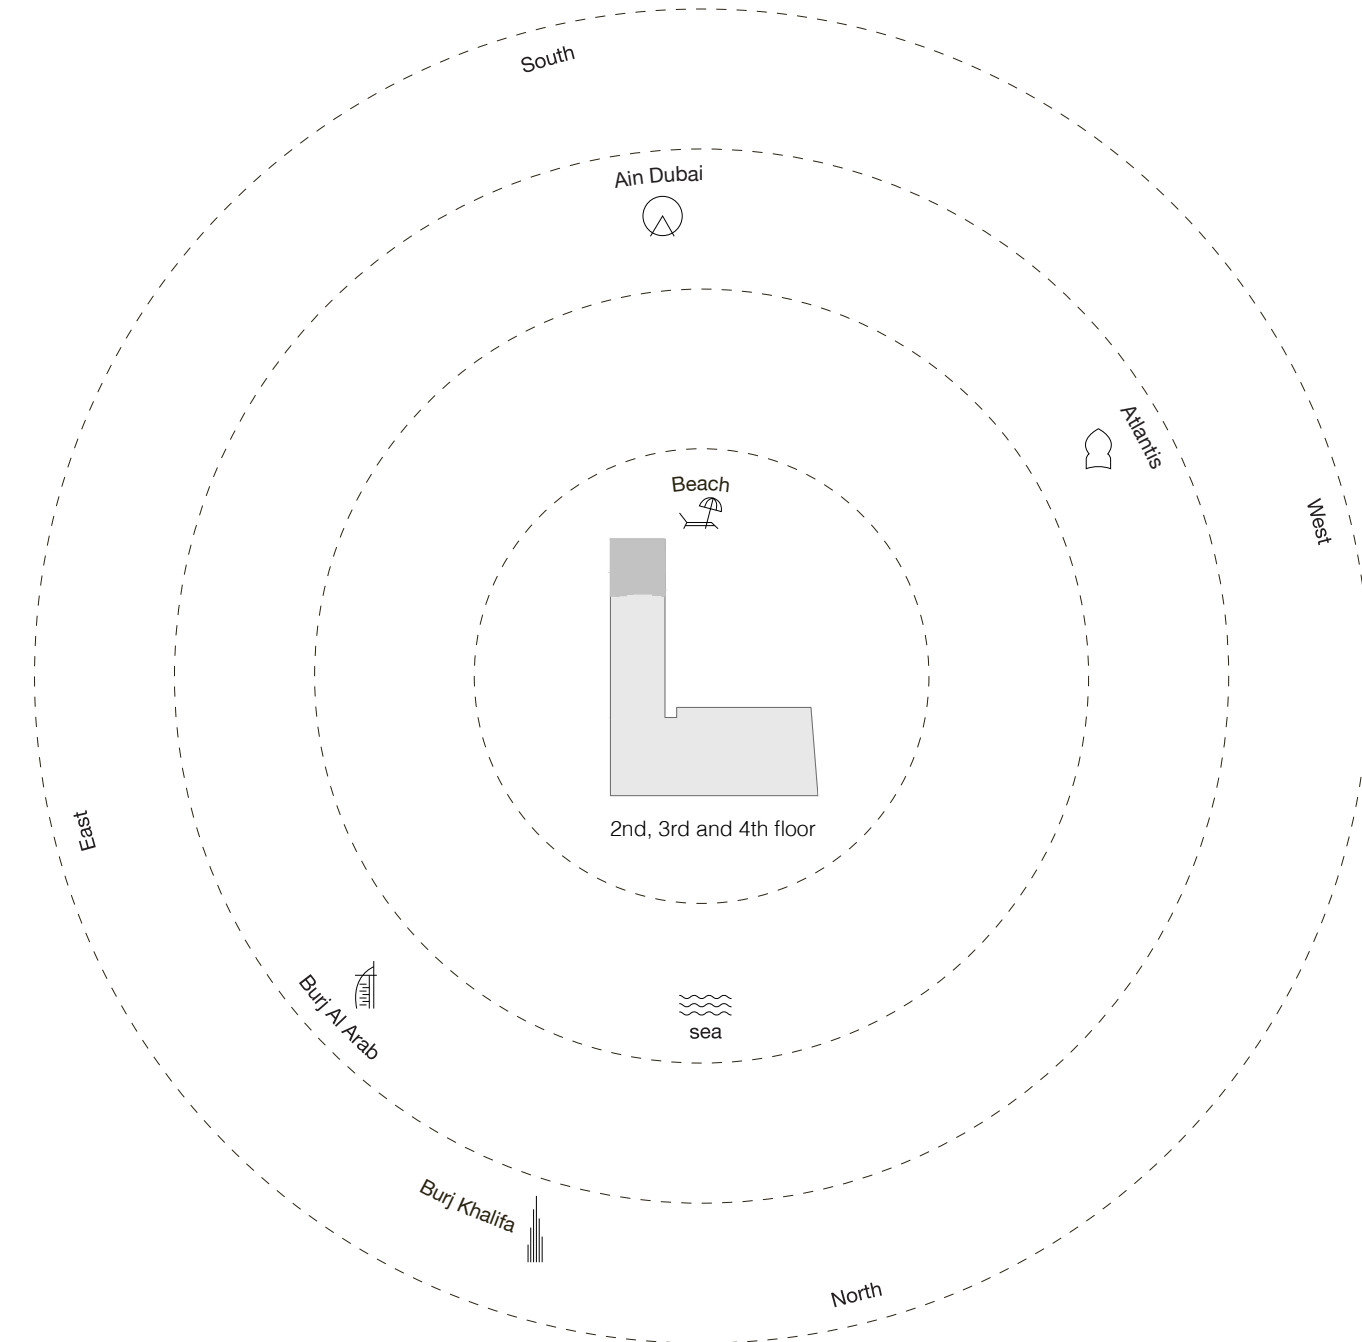 South
Ain Dubai
Atlantis
Beach
West
East
2nd, 3rd and 4th floor
Burj Al Arab
sea
Burj Khalifa
North